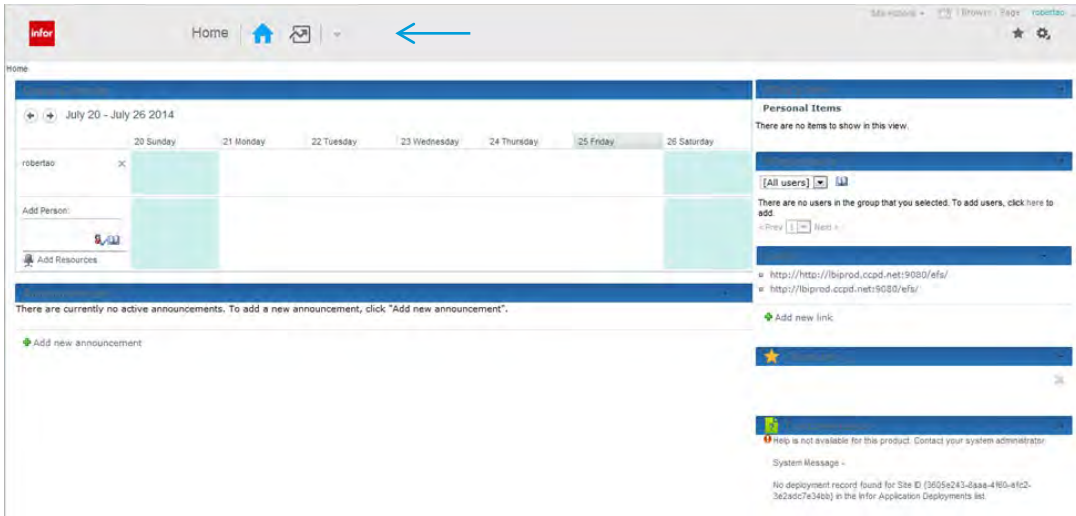 Browse Page robertao
infor
Home
Home
July 20 - July 26 2014
20 Sunday 21 Monday 22 Tuesday 23 Wednesday 24 Thursday 25 Friday 26 Saturday
robertao
Add Person:
Add Resources
There are currently no active announcements. To add a new announcement, click "Add new announcement".
Add new announcement
Personal Items
There are no items to show in this view.
[All users]
There are no users in the group that you selected. To add users, click here to
add.
< Prev 1 Next >
http://http://lbiprod.ccpd.net:9080/efs/
http://lbiprod.ccpd.net:9080/efs/
Add new link
Help is not available for this product. Contact your system administrator
System Message -
No deployment record found for Site ID {3605e243-8aaa-4f60-afc2-
3e2adc7e34bb} in the Infor Application Deployments list